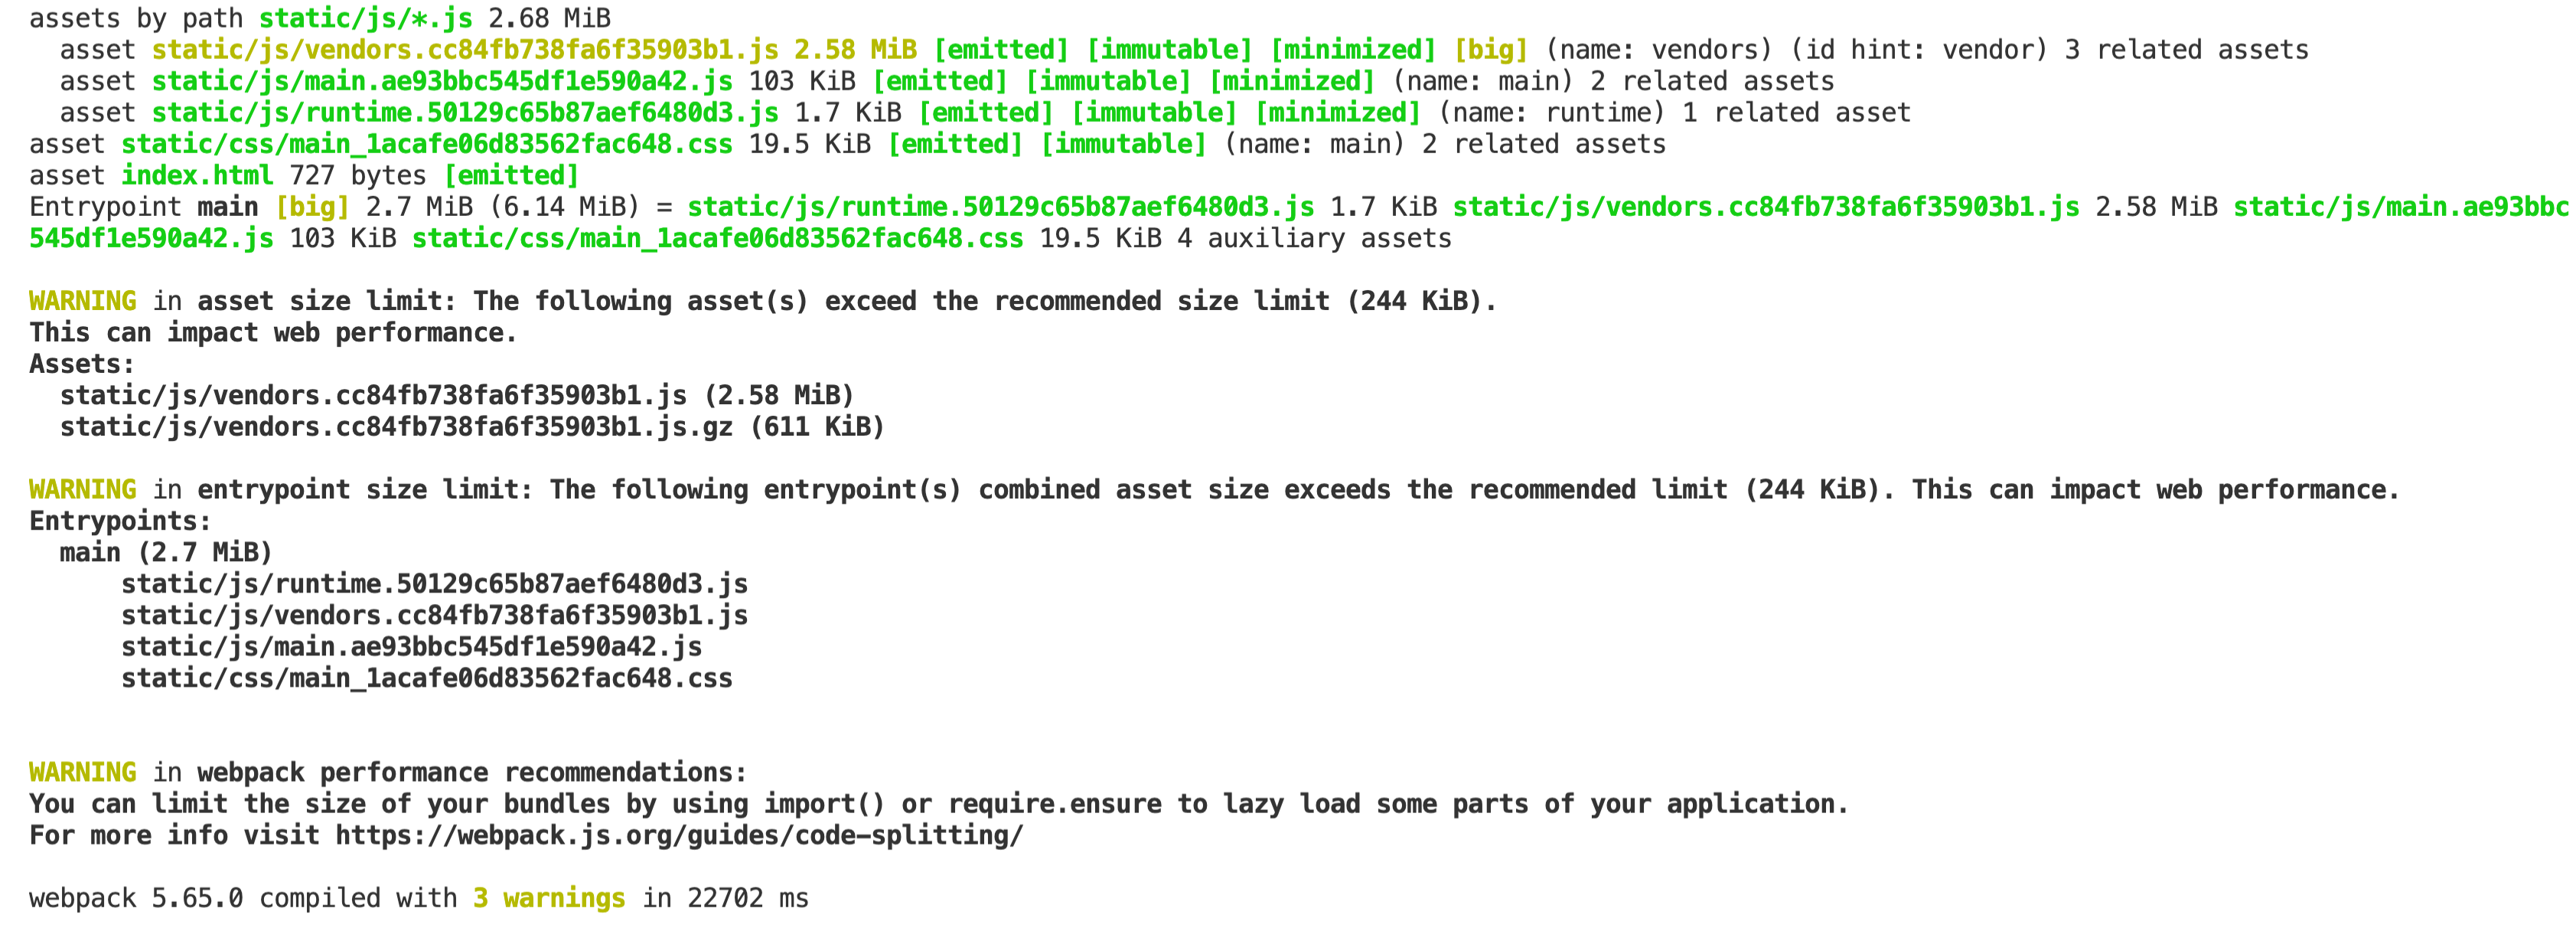 assets by path static/js/*.js 2.68 MiB
asset static/js/vendors.cc84fb738fa6f35903b1.js 2.58 MiB [emitted] [immutable] [minimized] [big] (name: vendors) (id hint: vendor) 3 related assets
asset static/js/main.ae93bbc545df1e590a42.js 103 KiB [emitted] [immutable] [minimized] (name: main) 2 related assets
asset static/js/runtime.50129c65b87aef6480d3.js 1.7 KiB [emitted] [immutable] [minimized] (name: runtime) 1 related asset
asset static/css/main_1acafe06d83562fac648.css 19.5 KiB [emitted] [immutable] (name: main) 2 related assets
asset index.html 727 bytes [emitted]
Entrypoint main [big] 2.7 MiB (6.14 MiB) = static/js/runtime.50129c65b87aef6480d3.js 1.7 KiB static/js/vendors.cc84fb738fa6f35903b1.js 2.58 MiB static/js/main.ae93bbc
545df1e590a42.js 103 KiB static/css/main_1acafe06d83562fac648.css 19.5 KiB 4 auxiliary assets
WARNING in asset size limit: The following asset(s) exceed the recommended size limit (244 KiB).
This can impact web performance.
Assets:
static/js/vendors.cc84fb738fa6f35903b1.js (2.58 MiB)
static/js/vendors.cc84fb738fa6f35903b1.js.gz (611 KiB)
WARNING in entrypoint size limit: The following entrypoint(s) combined asset size exceeds the recommended limit (244 KiB). This can impact web performance.
Entrypoints:
main (2.7 MiB)
static/js/runtime.50129c65b87aef6480d3.js
static/js/vendors.cc84fb738fa6f35903b1.js
static/js/main.ae93bbc545df1e590a42.js
static/css/main_1acafe06d83562fac648.css
WARNING in webpack performance recommendations:
You can limit the size of your bundles by using import() or require.ensure to lazy load some parts of your application.
For more info visit https://webpack.js.org/guides/code-splitting/
webpack 5.65.0 compiled with 3 warnings in 22702 ms